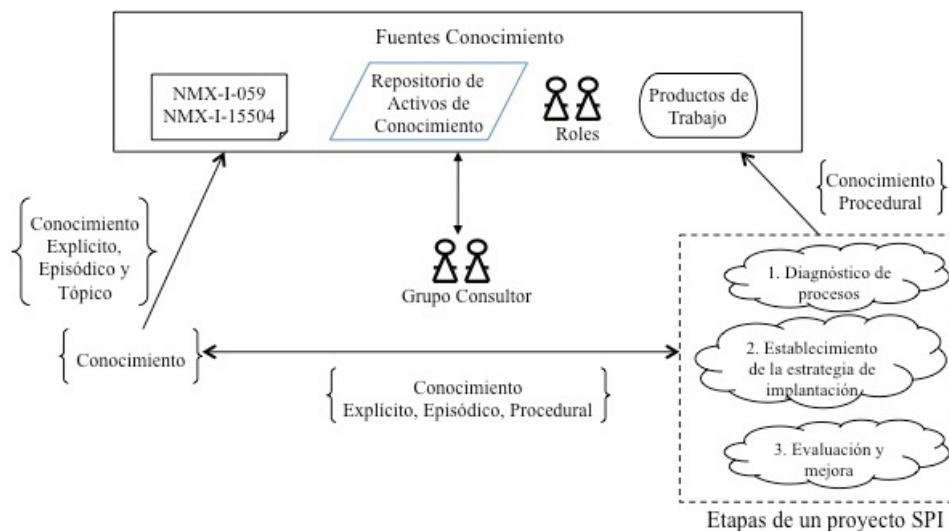 Fuentes Conocimiento
NMX-I-059
NMX-I-15504
Repositorio de
Activos de
Conocimiento
Roles
Productos de
Trabajo
Conocimiento
Explícito,
Episódico y
Tópico
Conocimiento
Procedural
Grupo Consultor
Conocimiento
Conocimiento
Explícito, Episódico, Procedural
1. Diagnóstico de
procesos
2. Establecimiento
de la estrategia de
implantación
3. Evaluación y
mejora
Etapas de un proyecto SPI